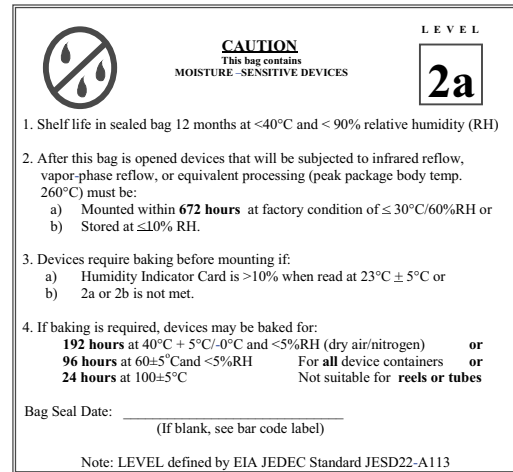 LEVEL
CAUTION
This bag contains
MOISTURE –SENSITIVE DEVICES
2a
1. Shelf life in sealed bag 12 months at <40°C and < 90% relative humidity (RH)
2. After this bag is opened devices that will be subjected to infrared reflow,
vapor-phase reflow, or equivalent processing (peak package body temp.
260°C) must be:
a) Mounted within 672 hours at factory condition of ≤ 30°C/60%RH or
b) Stored at ≤10% RH.
3. Devices require baking before mounting if:
a) Humidity Indicator Card is >10% when read at 23°C ± 5°C or
b) 2a or 2b is not met.
4. If baking is required, devices may be baked for:
192 hours at 40°C + 5°C/-0°C and <5%RH (dry air/nitrogen) or
96 hours at 60±5°Cand <5%RH For all device containers or
24 hours at 100±5°C Not suitable for reels or tubes
Bag Seal Date: ______________________________
(If blank, see bar code label)
Note: LEVEL defined by EIA JEDEC Standard JESD22-A113